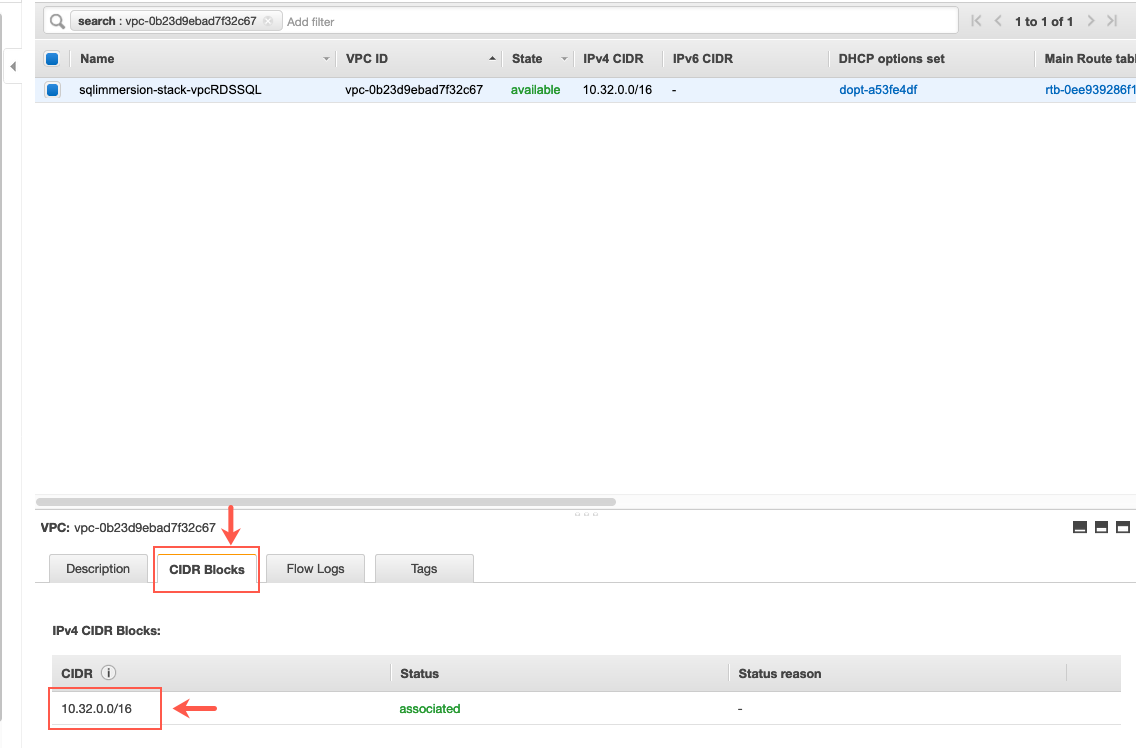 search : vpc-0b23d9ebad7f32c67 Add filter 1 to 1 of 1
Name VPC ID State IPv4 CIDR IPv6 CIDR DHCP options set Main Route tabl
sqlimmersion-stack-vpcRDSSQL vpc-0b23d9ebad7f32c67 available 10.32.0.0/16 - dopt-a53fe4df rtb-0ee939286f1
VPC: vpc-0b23d9ebad7f32c67
Description CIDR Blocks Flow Logs Tags
IPv4 CIDR Blocks:
CIDR i Status Status reason
10.32.0.0/16 associated -